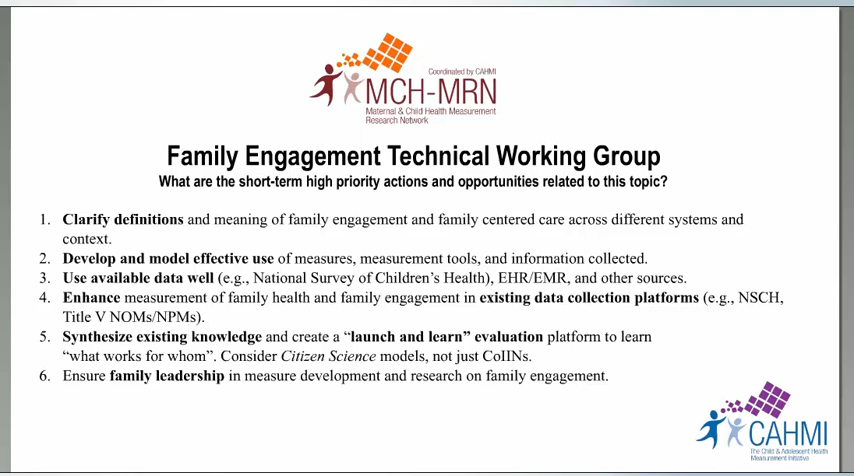 Coordinated by CAHMI
MCH-MRN
Maternal & Child Health Measurement
Research Network
Family Engagement Technical Working Group
What are the short-term high priority actions and opportunities related to this topic?
1. Clarify definitions and meaning of family engagement and family centered care across different systems and
context.
2. Develop and model effective use of measures, measurement tools, and information collected.
3. Use available data well (e.g., National Survey of Children's Health), EHR/EMR, and other sources.
4. Enhance measurement of family health and family engagement in existing data collection platforms (e.g., NSCH,
Title V NOMs/NPMs).
5. Synthesize existing knowledge and create a “launch and learn” evaluation platform to learn
“what works for whom”. Consider Citizen Science models, not just CoIINs.
6. Ensure family leadership in measure development and research on family engagement.
CAHMI
The Child & Adolescent Health
Measurement Initiative